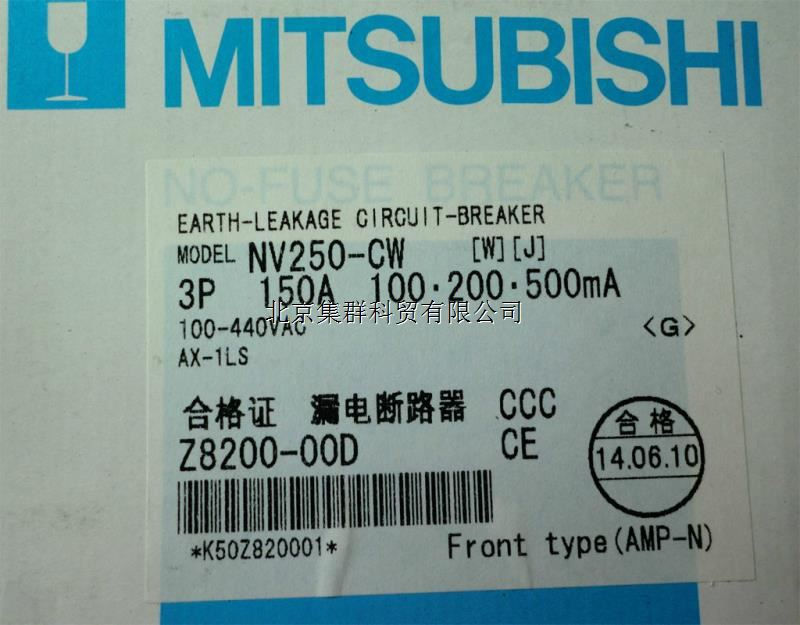 MITSUBISHI
NO-FUSE BREAKER
EARTH-LEAKAGE CIRCUIT-BREAKER
MODEL NV250-CW [W][J]
3P 150A 100·200·500mA
北京集群科贸有限公司
100-440VAC <G>
AX-1LS
合格证 漏电断路器 CCC
Z8200-00D CE
合格
14.06.10
*K50Z820001*
Front type(AMP-N)